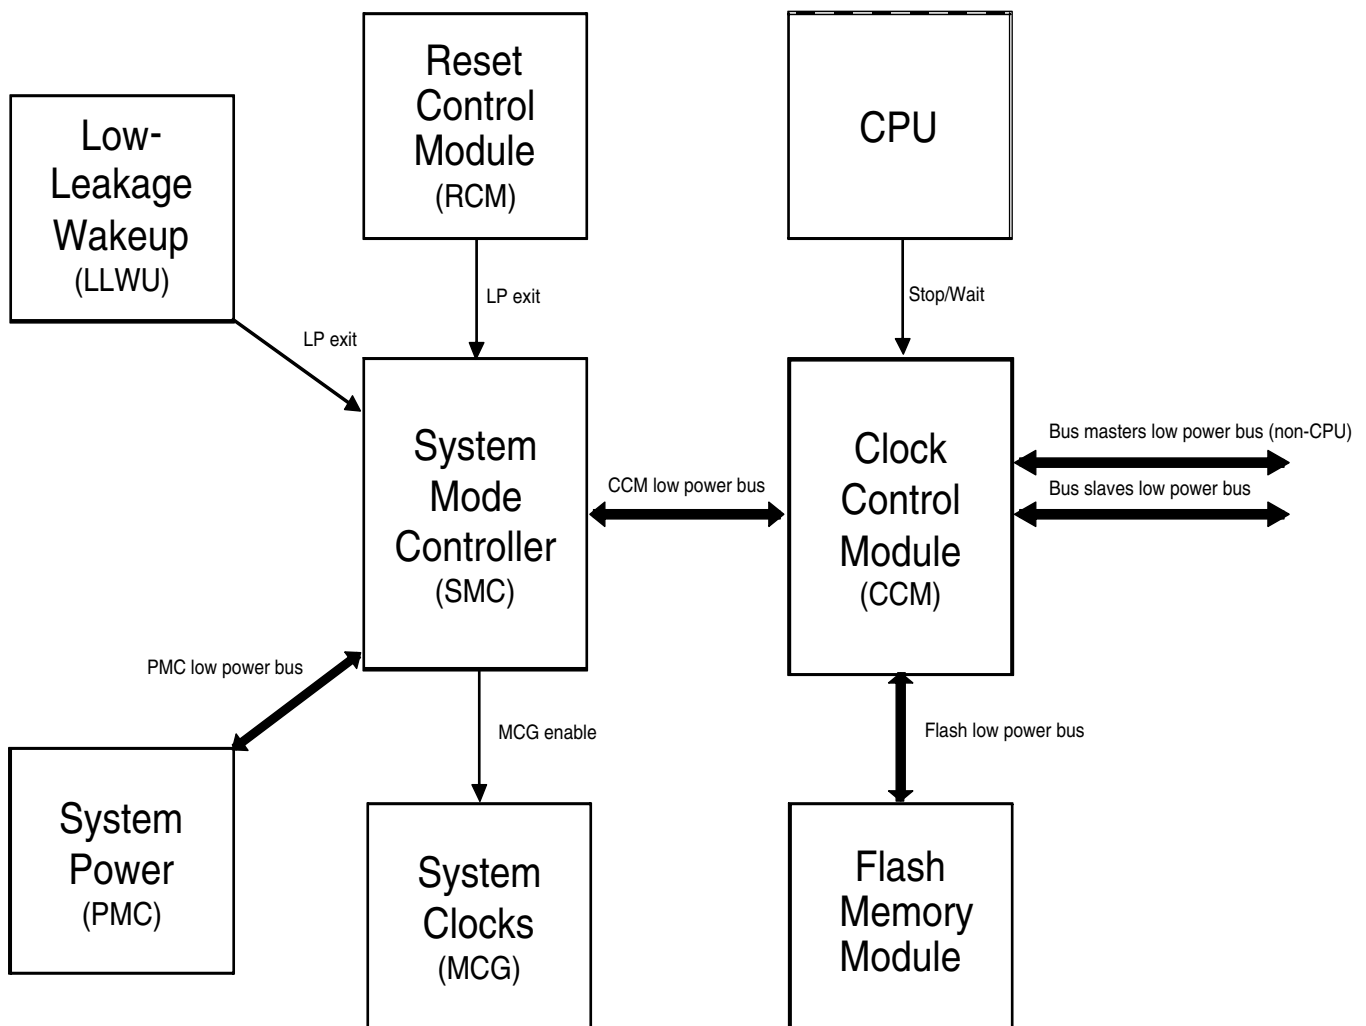 Reset
Control
Module
(RCM)
CPU
Low-
Leakage
Wakeup
(LLWU)
LP exit
Stop/Wait
LP exit
System
Mode
Controller
(SMC)
CCM low power bus
Clock
Control
Module
(CCM)
Bus masters low power bus (non-CPU)
Bus slaves low power bus
PMC low power bus
MCG enable
Flash low power bus
System
Power
(PMC)
System
Clocks
(MCG)
Flash
Memory
Module